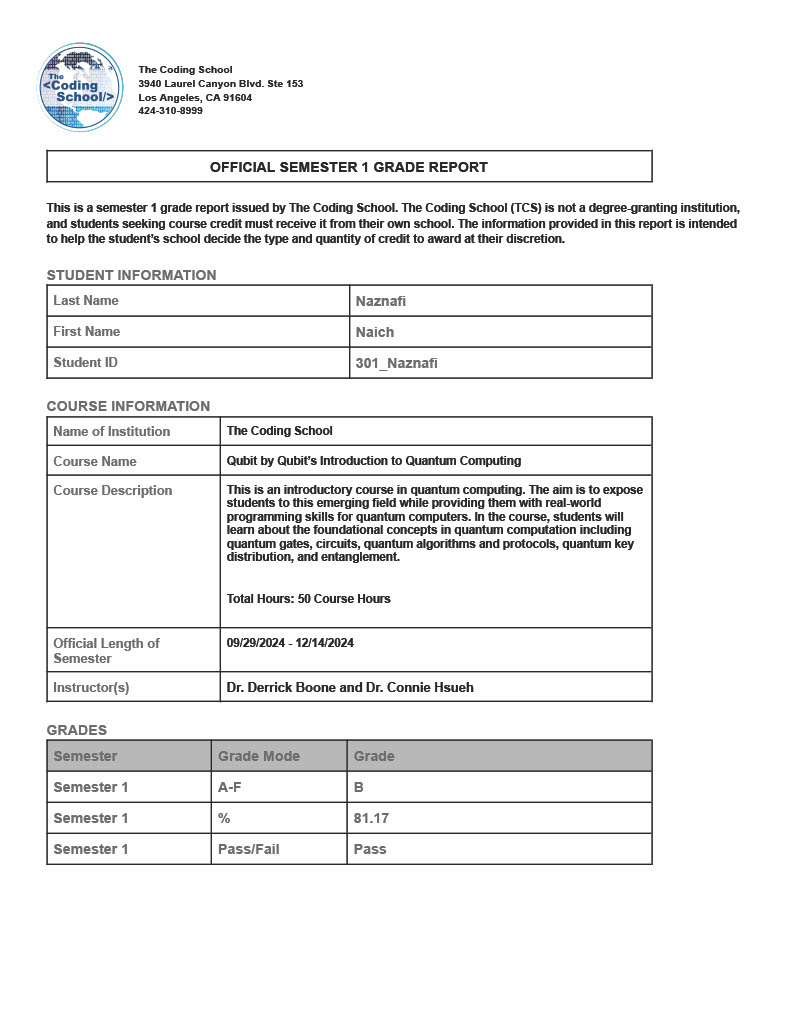 The
<Coding
School/>
The Coding School
3940 Laurel Canyon Blvd. Ste 153
Los Angeles, CA 91604
424-310-8999
OFFICIAL SEMESTER 1 GRADE REPORT
This is a semester 1 grade report issued by The Coding School. The Coding School (TCS) is not a degree-granting institution,
and students seeking course credit must receive it from their own school. The information provided in this report is intended
to help the student's school decide the type and quantity of credit to award at their discretion.
STUDENT INFORMATION
Last Name Naznafi
First Name Naich
Student ID 301_Naznafi
COURSE INFORMATION
Name of Institution The Coding School
Course Name Qubit by Qubit's Introduction to Quantum Computing
Course Description This is an introductory course in quantum computing. The aim is to expose
students to this emerging field while providing them with real-world
programming skills for quantum computers. In the course, students will
learn about the foundational concepts in quantum computation including
quantum gates, circuits, quantum algorithms and protocols, quantum key
distribution, and entanglement.
Total Hours: 50 Course Hours
Official Length of 09/29/2024 - 12/14/2024
Semester
Instructor(s) Dr. Derrick Boone and Dr. Connie Hsueh
GRADES
Semester Grade Mode Grade
Semester 1 A-F B
Semester 1 % 81.17
Semester 1 Pass/Fail Pass